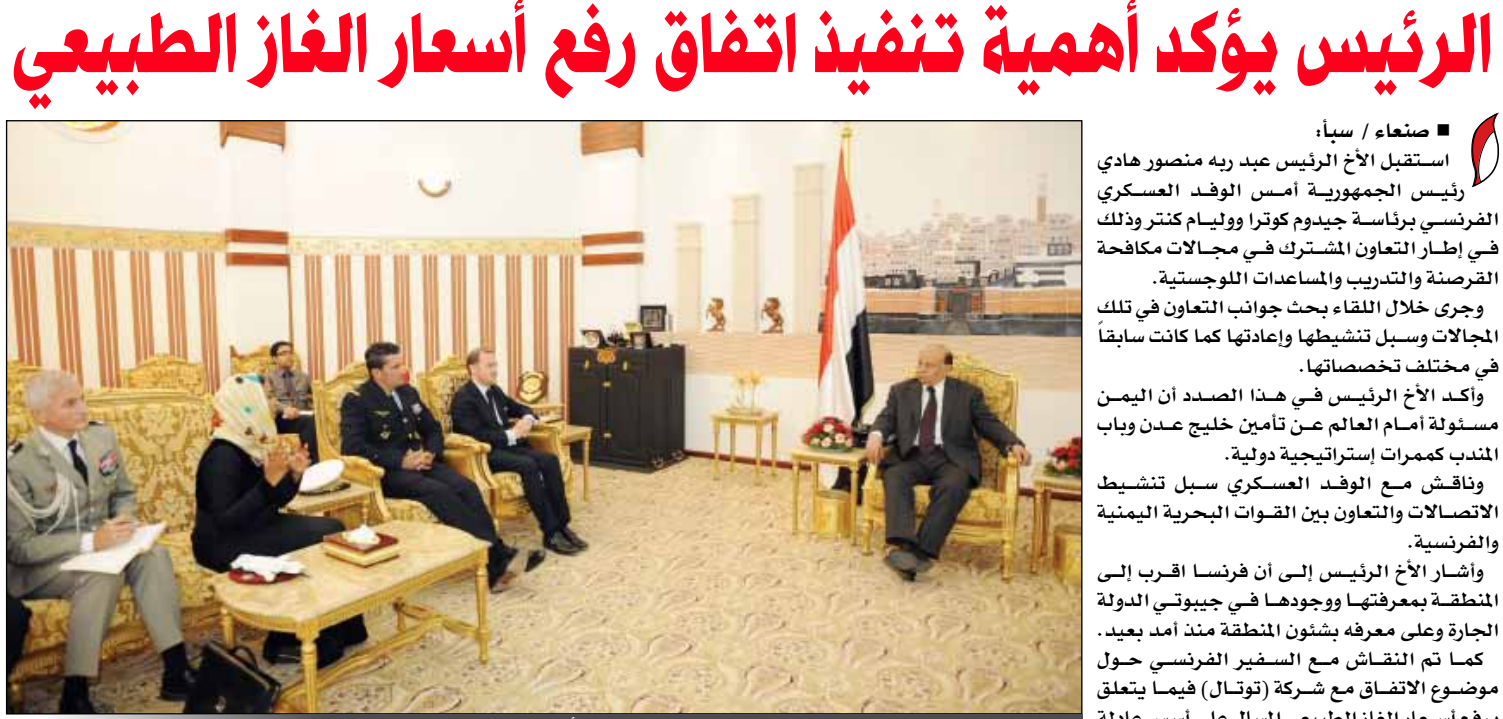 الرئيس يؤكد أهمية تنفيذ اتفاق رفع أسعار الغاز الطبيعي
■ صنعاء / سبأ:
استقبل الأخ الرئيس عبد ربه منصور هادي
رئيس الجمهورية أمس الوفد العسكري
الفرنسي برئاسة جيدوم كوترا ووليام كنتر وذلك
في إطار التعاون المشترك في مجالات مكافحة
القرصنة والتدريب والمساعدات اللوجستية.
وجرى خلال اللقاء بحث جوانب التعاون في تلك
المجالات وسبل تنشيطها وإعادتها كما كانت سابقاً
في مختلف تخصصاتها.
وأكد الأخ الرئيس في هذا الصدد أن اليمن
مسئولة أمام العالم عن تأمين خليج عدن وباب
المندب كممرات إستراتيجية دولية.
وناقش مع الوفد العسكري سبل تنشيط
الاتصالات والتعاون بين القوات البحرية اليمنية
والفرنسية.
وأشار الأخ الرئيس إلى أن فرنسا اقرب إلى
المنطقة بمعرفتها ووجودها في جيبوتي الدولة
الجارة وعلى معرفه بشئون المنطقة منذ أمد بعيد.
كما تم النقاش مع السفير الفرنسي حول
موضوع الاتفاق مع شركة (توتال) فيما يتعلق